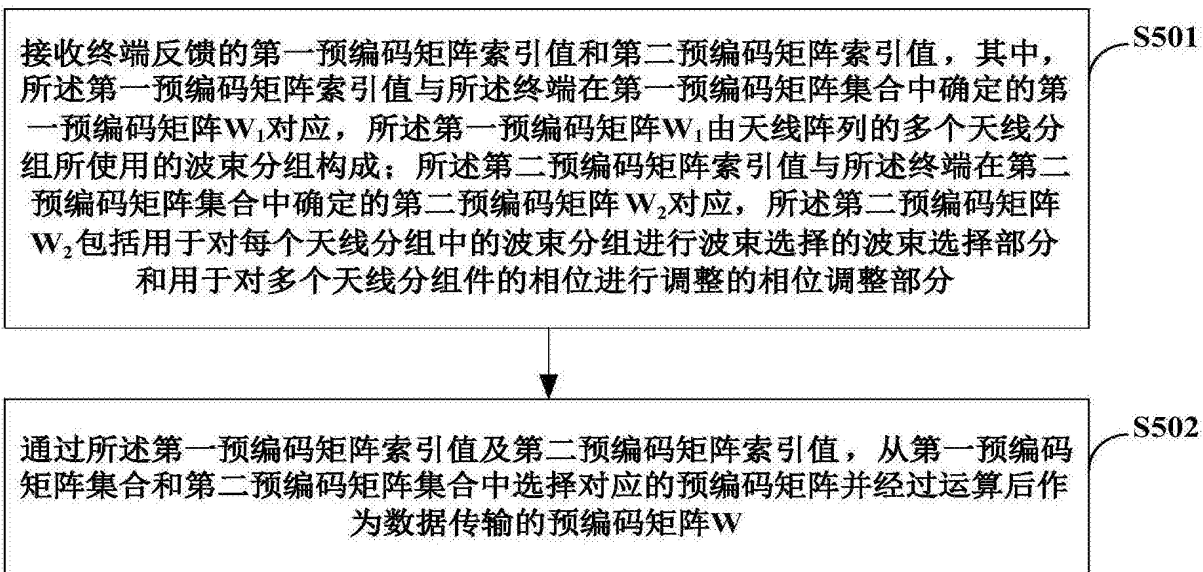 接收终端反馈的第一预编码矩阵索引值和第二预编码矩阵索引值，其中，
所述第一预编码矩阵索引值与所述终端在第一预编码矩阵集合中确定的第
一预编码矩阵W₁对应，所述第一预编码矩阵W₁由天线阵列的多个天线分
组所使用的波束分组构成；所述第二预编码矩阵索引值与所述终端在第二
预编码矩阵集合中确定的第二预编码矩阵W₂对应，所述第二预编码矩阵
W₂包括用于对每个天线分组中的波束分组进行波束选择的波束选择部分
和用于对多个天线分组件的相位进行调整的相位调整部分
S501
通过所述第一预编码矩阵索引值及第二预编码矩阵索引值，从第一预编码
矩阵集合和第二预编码矩阵集合中选择对应的预编码矩阵并经过运算后作
为数据传输的预编码矩阵W
S502